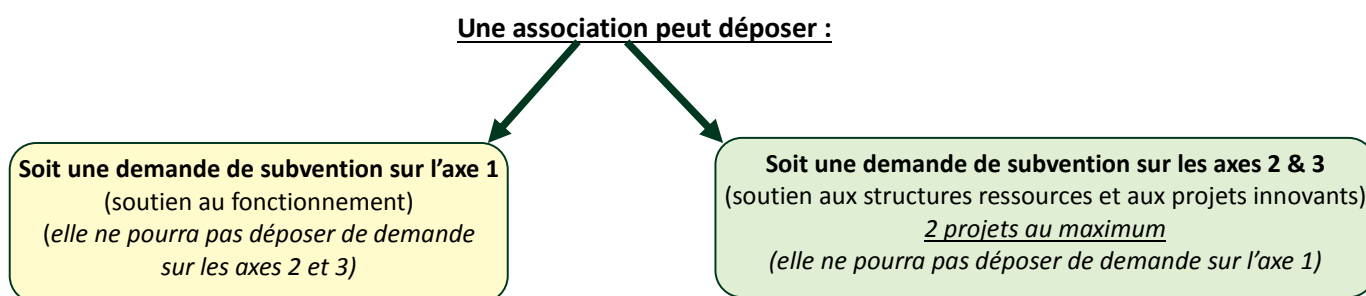 Une association peut déposer :
Soit une demande de subvention sur l’axe 1
(soutien au fonctionnement)
(elle ne pourra pas déposer de demande
sur les axes 2 et 3)
Soit une demande de subvention sur les axes 2 & 3
(soutien aux structures ressources et aux projets innovants)
2 projets au maximum
(elle ne pourra pas déposer de demande sur l’axe 1)